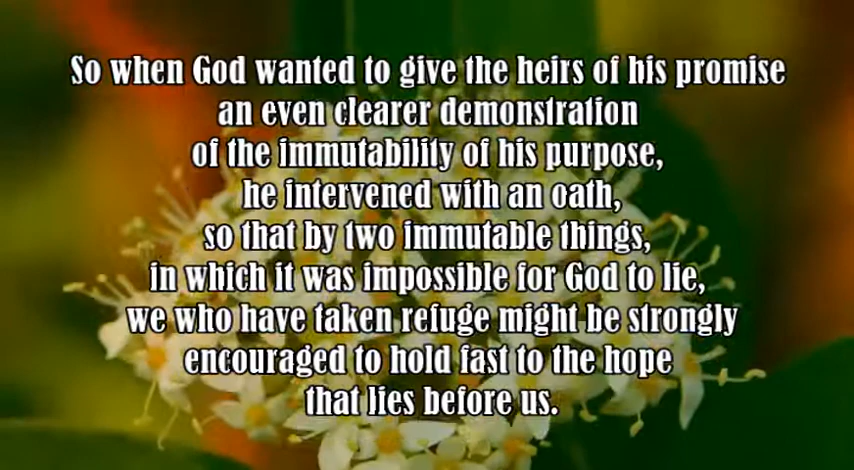 So when God wanted to give the heirs of his promise
an even clearer demonstration
of the immutability of his purpose,
he intervened with an oath,
so that by two immutable things,
in which it was impossible for God to lie,
we who have taken refuge might be strongly
encouraged to hold fast to the hope
that lies before us.